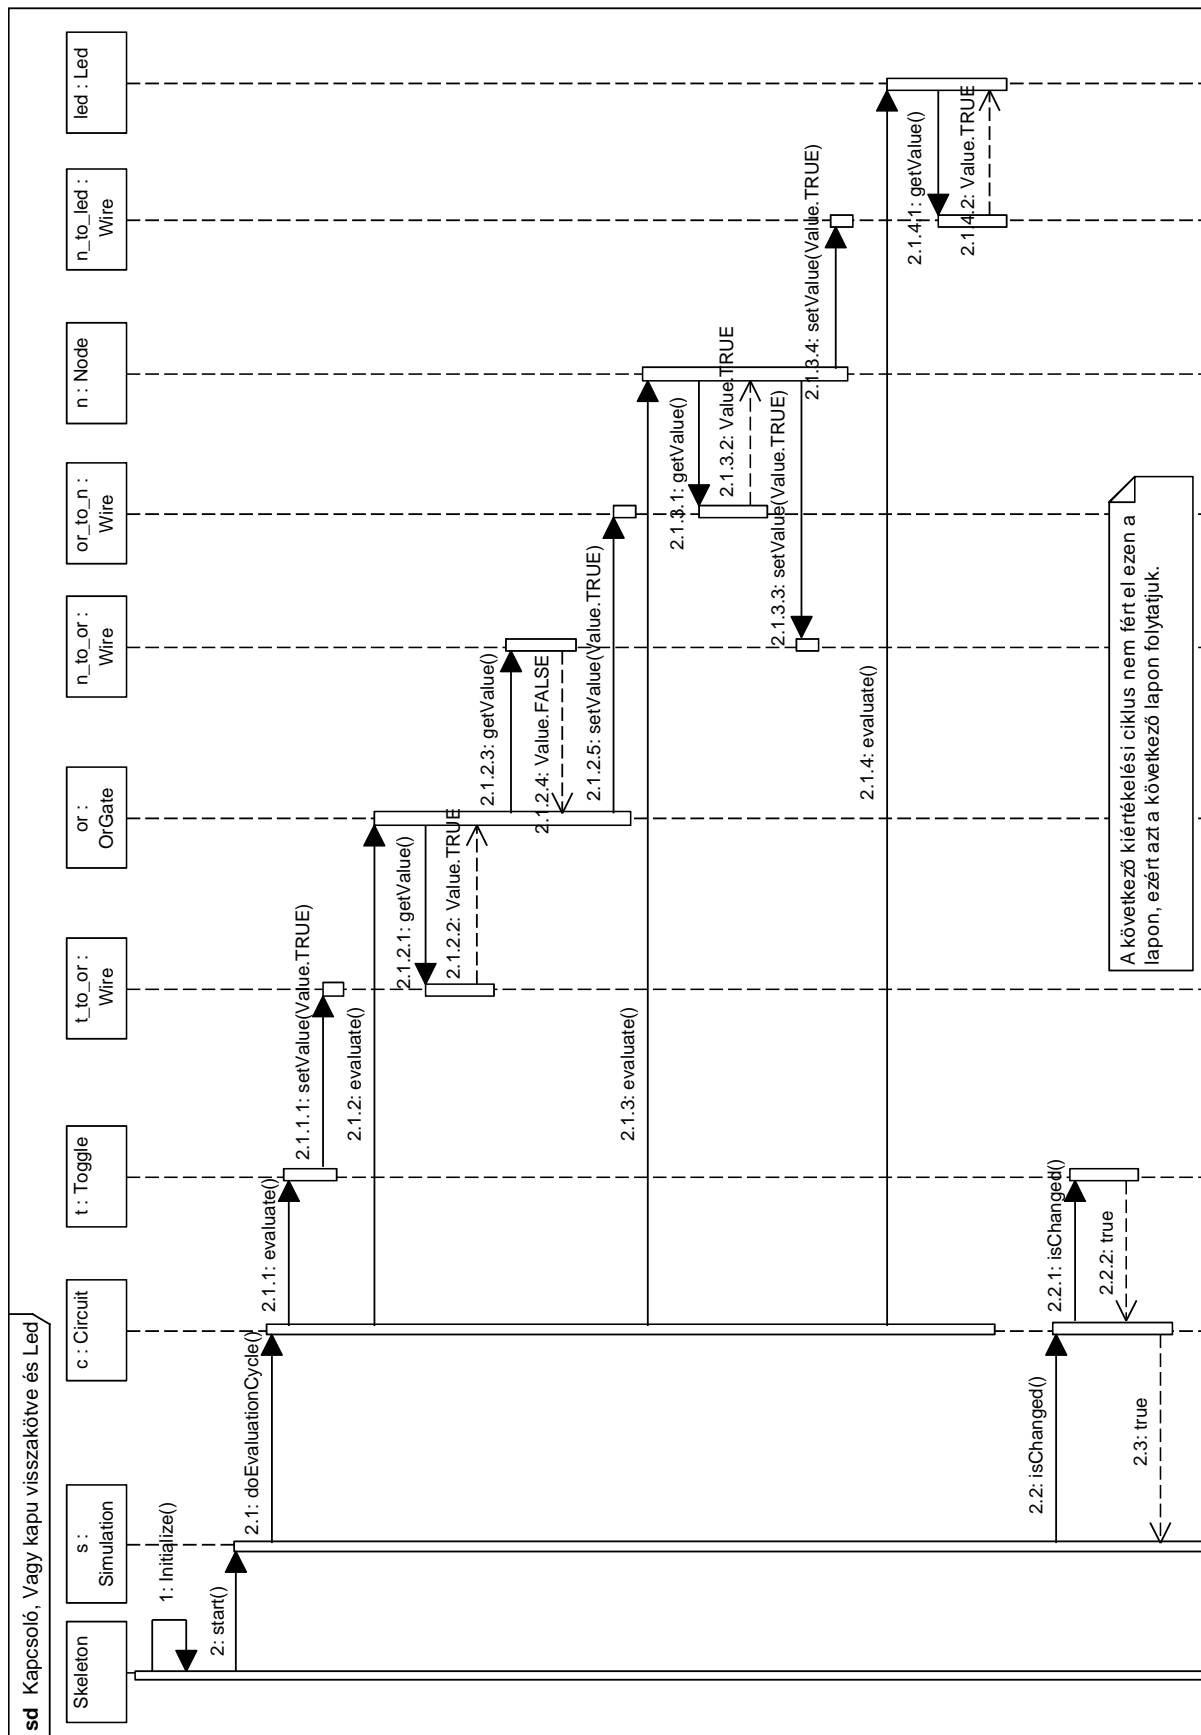 sd Kapcsoló, Vagy kapu visszakötve és Led
Skeleton
s :
Simulation
c : Circuit
t : Toggle
t_to_or :
Wire
or :
OrGate
n_to_or :
Wire
or_to_n :
Wire
n : Node
n_to_led :
Wire
led : Led
1: Initialize()
2: start()
2.1: doEvaluationCycle()
2.1.1: evaluate()
2.1.1.1: setValue(Value.TRUE)
2.1.2: evaluate()
2.1.2.1: getValue()
2.1.2.2: Value.TRUE
2.1.2.3: getValue()
2.1.2.4: Value.FALSE
2.1.2.5: setValue(Value.TRUE)
2.1.3: evaluate()
2.1.3.1: getValue()
2.1.3.2: Value.TRUE
2.1.3.3: setValue(Value.TRUE)
2.1.3.4: setValue(Value.TRUE)
2.1.4: evaluate()
2.1.4.1: getValue()
2.1.4.2: Value.TRUE
2.2: isChanged()
2.2.1: isChanged()
2.2.2: true
2.3: true
A következő kiértékelési ciklus nem fért el ezen a
lapon, ezért azt a következő lapon folytatjuk.